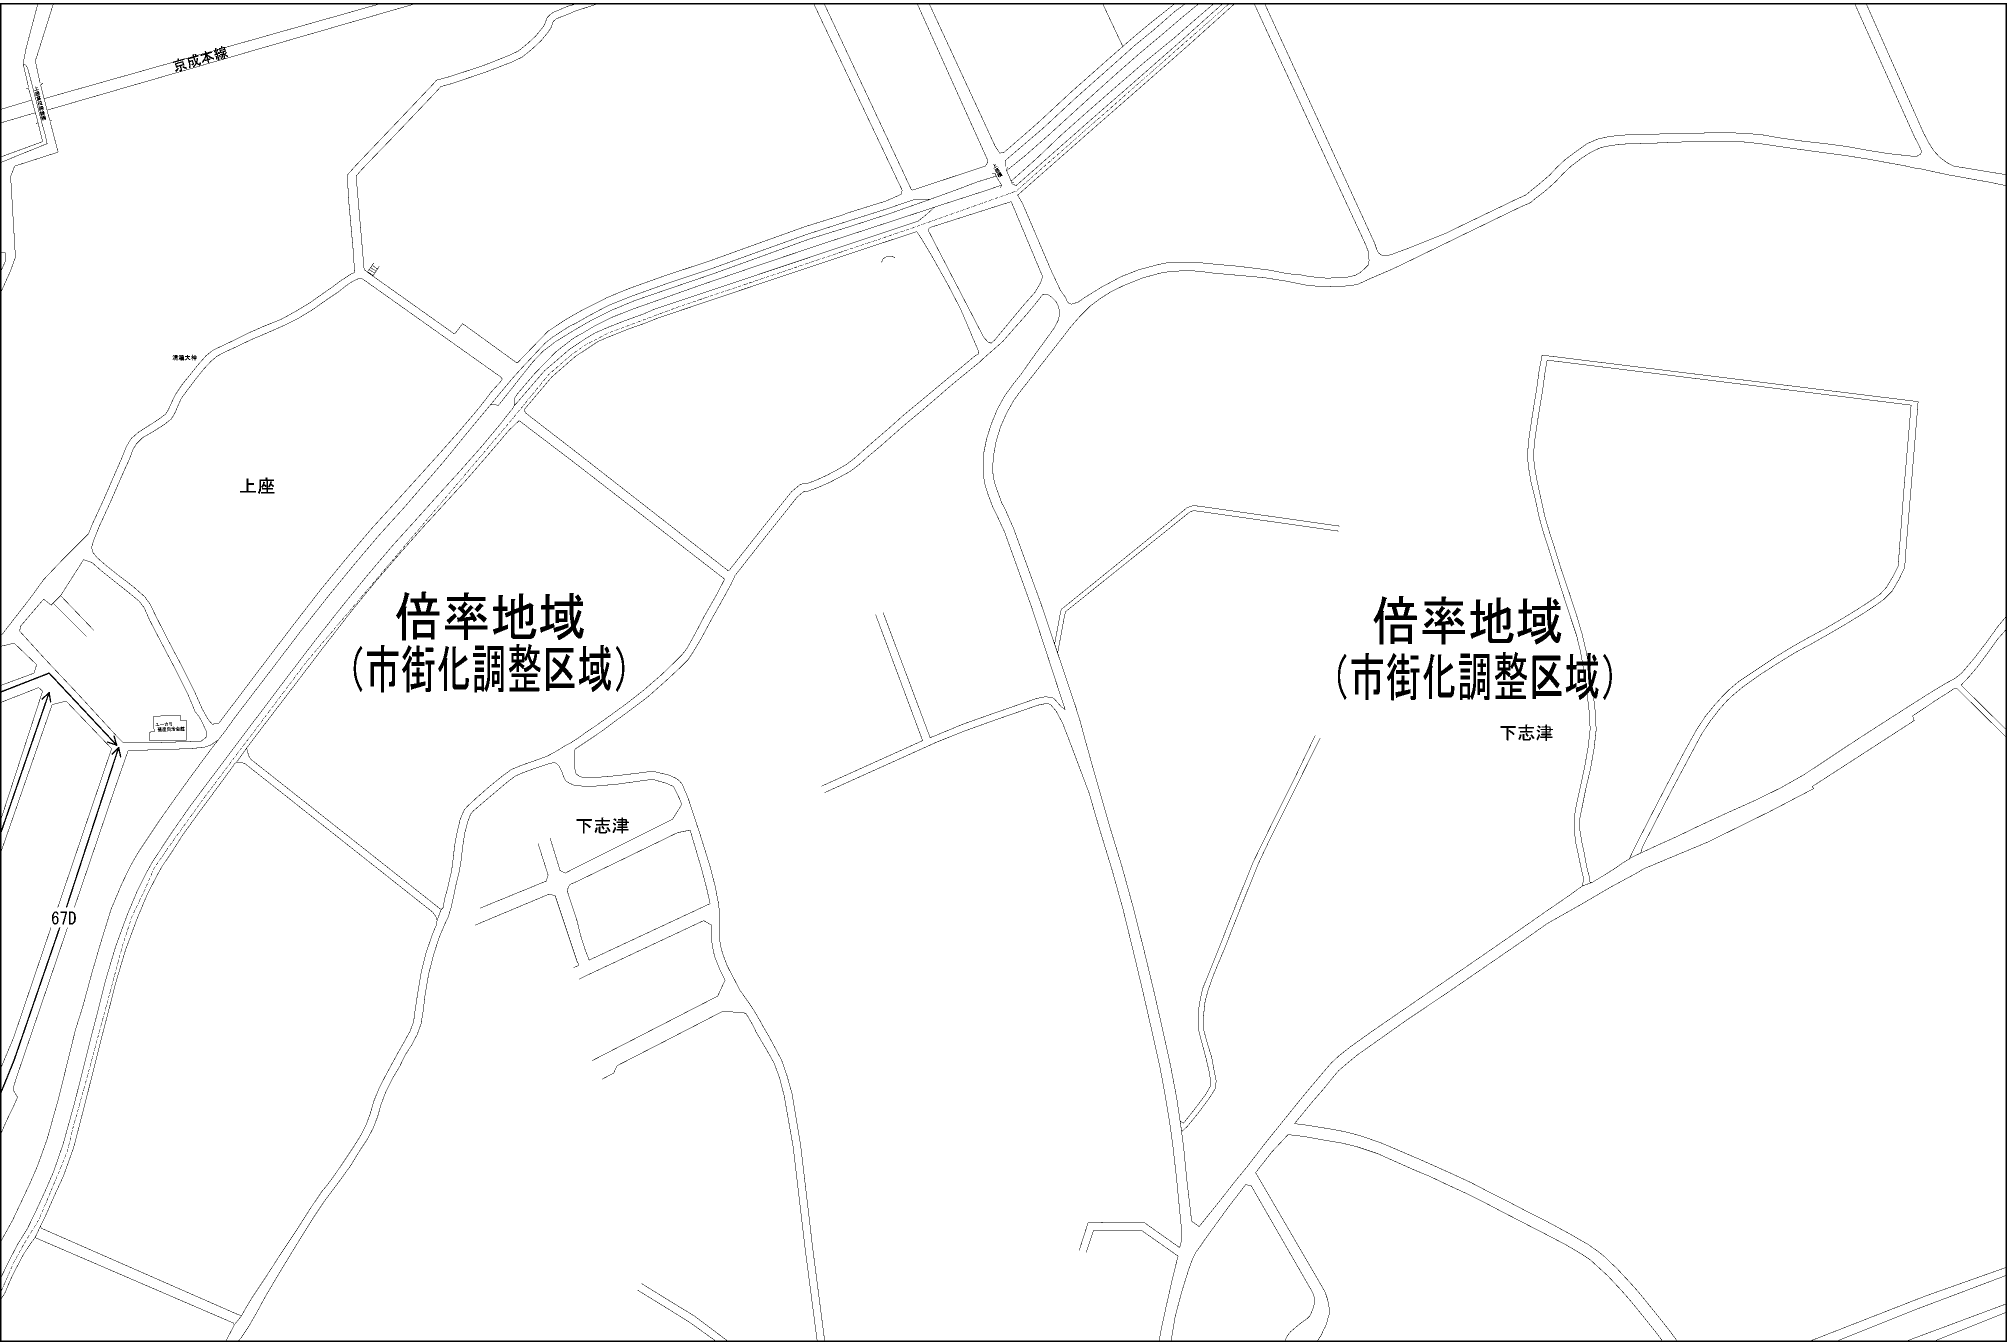 京成本線
上座
倍率地域
（市街化調整区域）
倍率地域
（市街化調整区域）
下志津
下志津
67D